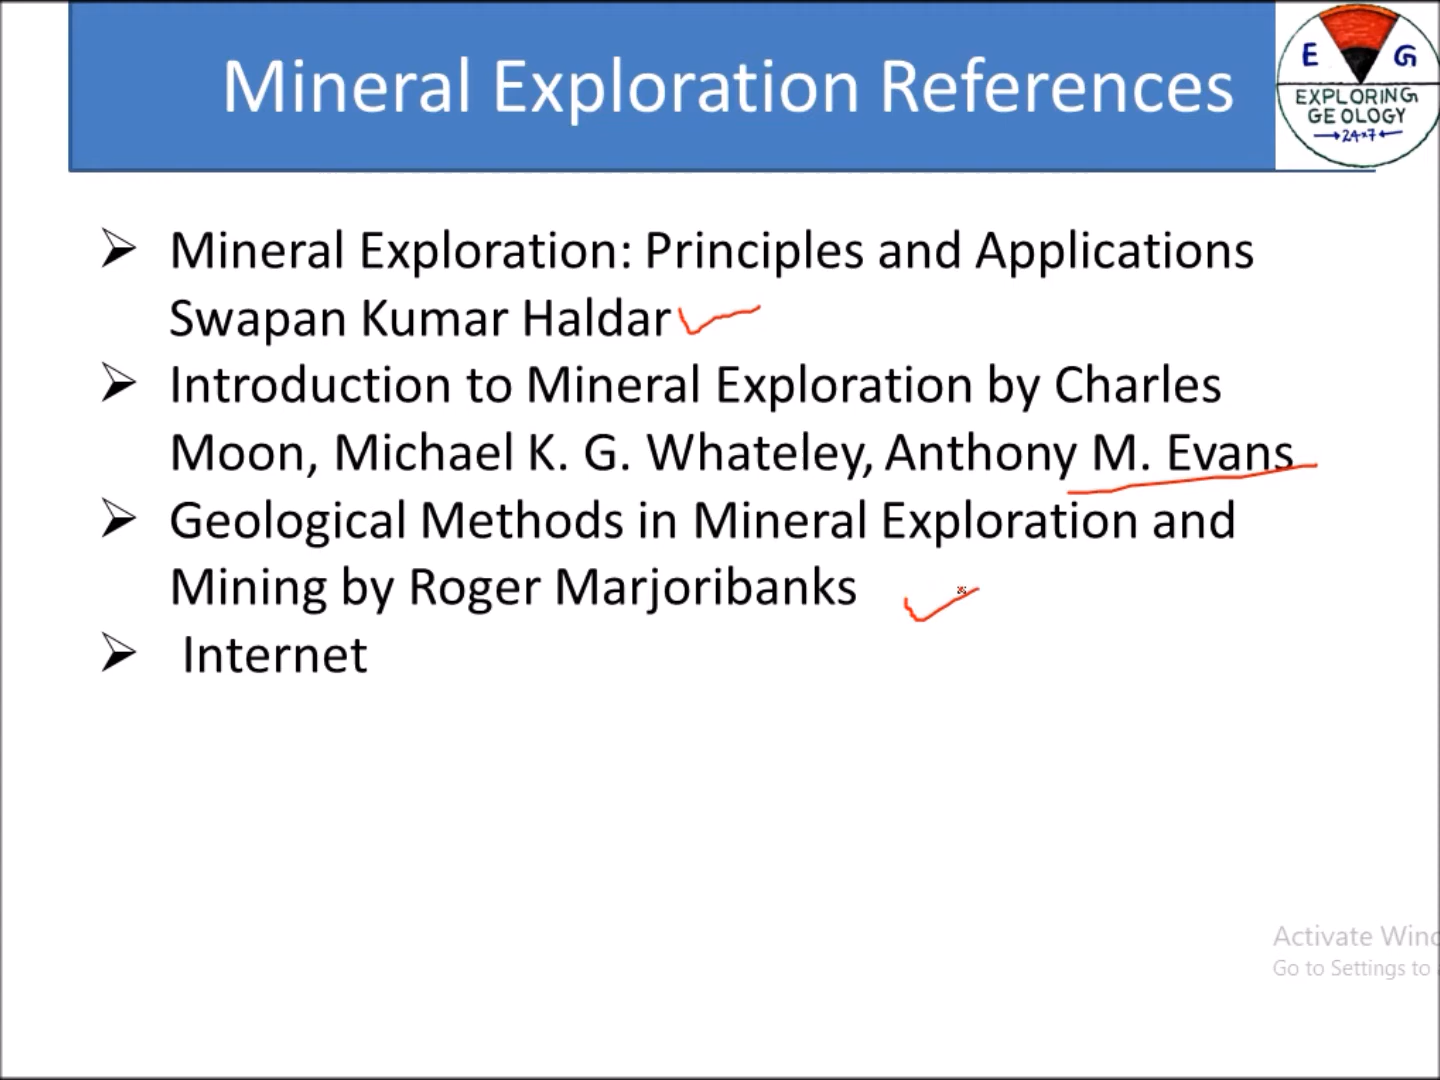 Mineral Exploration References
E G
EXPLORING
GEOLOGY
24x7
➢ Mineral Exploration: Principles and Applications
Swapan Kumar Haldar
➢ Introduction to Mineral Exploration by Charles
Moon, Michael K. G. Whateley, Anthony M. Evans
➢ Geological Methods in Mineral Exploration and
Mining by Roger Marjoribanks
➢ Internet
Activate Wind
Go to Settings to